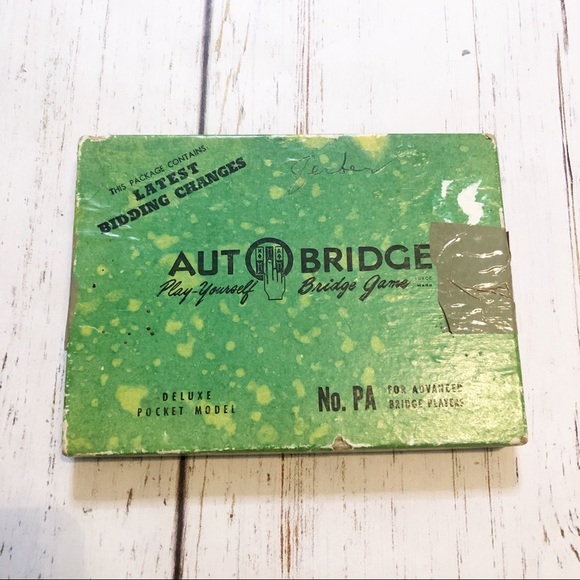 THIS PACKAGE CONTAINS
LATEST
BIDDING CHANGES
Gerber
AUTOBRIDGE
Play-Yourself Bridge Game
DELUXE
POCKET MODEL
No. PA
FOR ADVANCED
BRIDGE PLAYERS